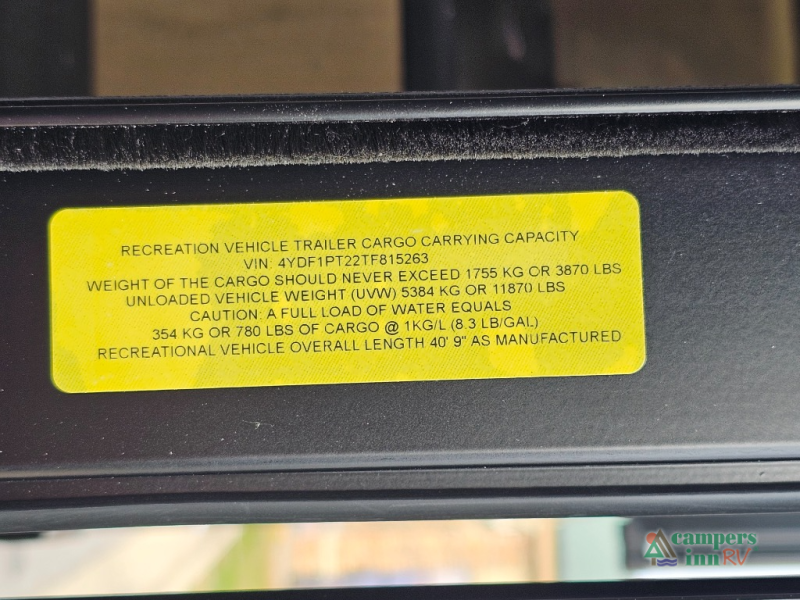 RECREATION VEHICLE TRAILER CARGO CARRYING CAPACITY
VIN: 4YDF1PT22TF815263
WEIGHT OF THE CARGO SHOULD NEVER EXCEED 1755 KG OR 3870 LBS
UNLOADED VEHICLE WEIGHT (UVW) 5384 KG OR 11870 LBS
CAUTION: A FULL LOAD OF WATER EQUALS
354 KG OR 780 LBS OF CARGO @ 1KG/L (8.3 LB/GAL)
RECREATIONAL VEHICLE OVERALL LENGTH 40' 9" AS MANUFACTURED
campers
inn RV